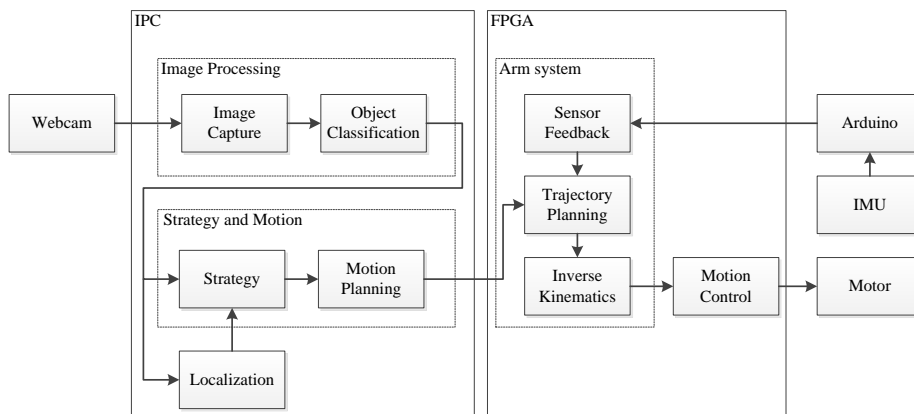 IPC
FPGA
Image Processing
Arm system
Webcam
Image
Capture
Object
Classification
Sensor
Feedback
Arduino
Trajectory
Planning
IMU
Strategy and Motion
Strategy
Motion
Planning
Inverse
Kinematics
Motion
Control
Motor
Localization